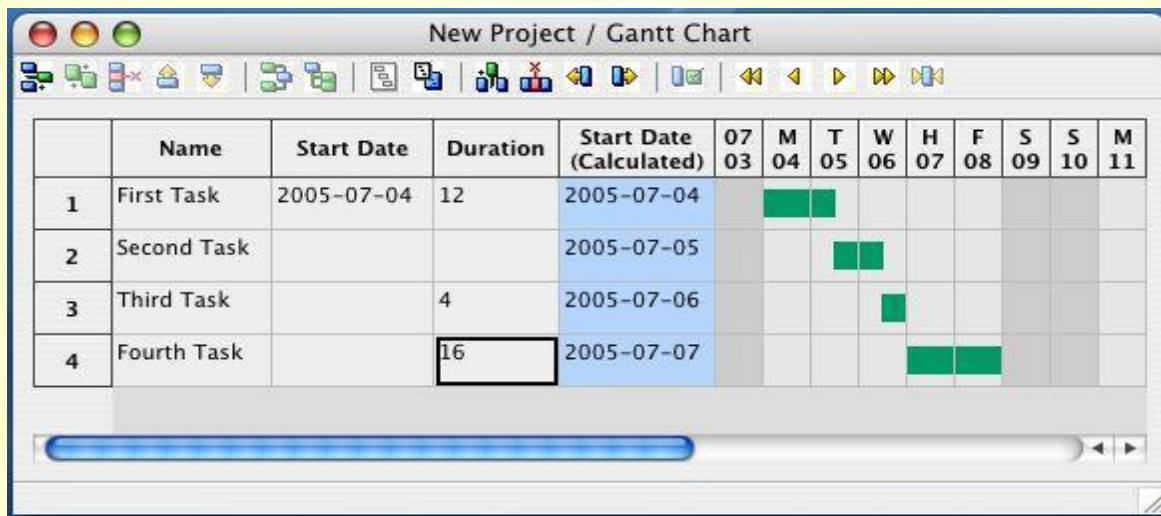 New Project / Gantt Chart
Name Start Date Duration Start Date (Calculated) 07 03 M 04 T 05 W 06 H 07 F 08 S 09 S 10 M 11
1 First Task 2005-07-04 12 2005-07-04
2 Second Task 2005-07-05
3 Third Task 4 2005-07-06
4 Fourth Task 16 2005-07-07